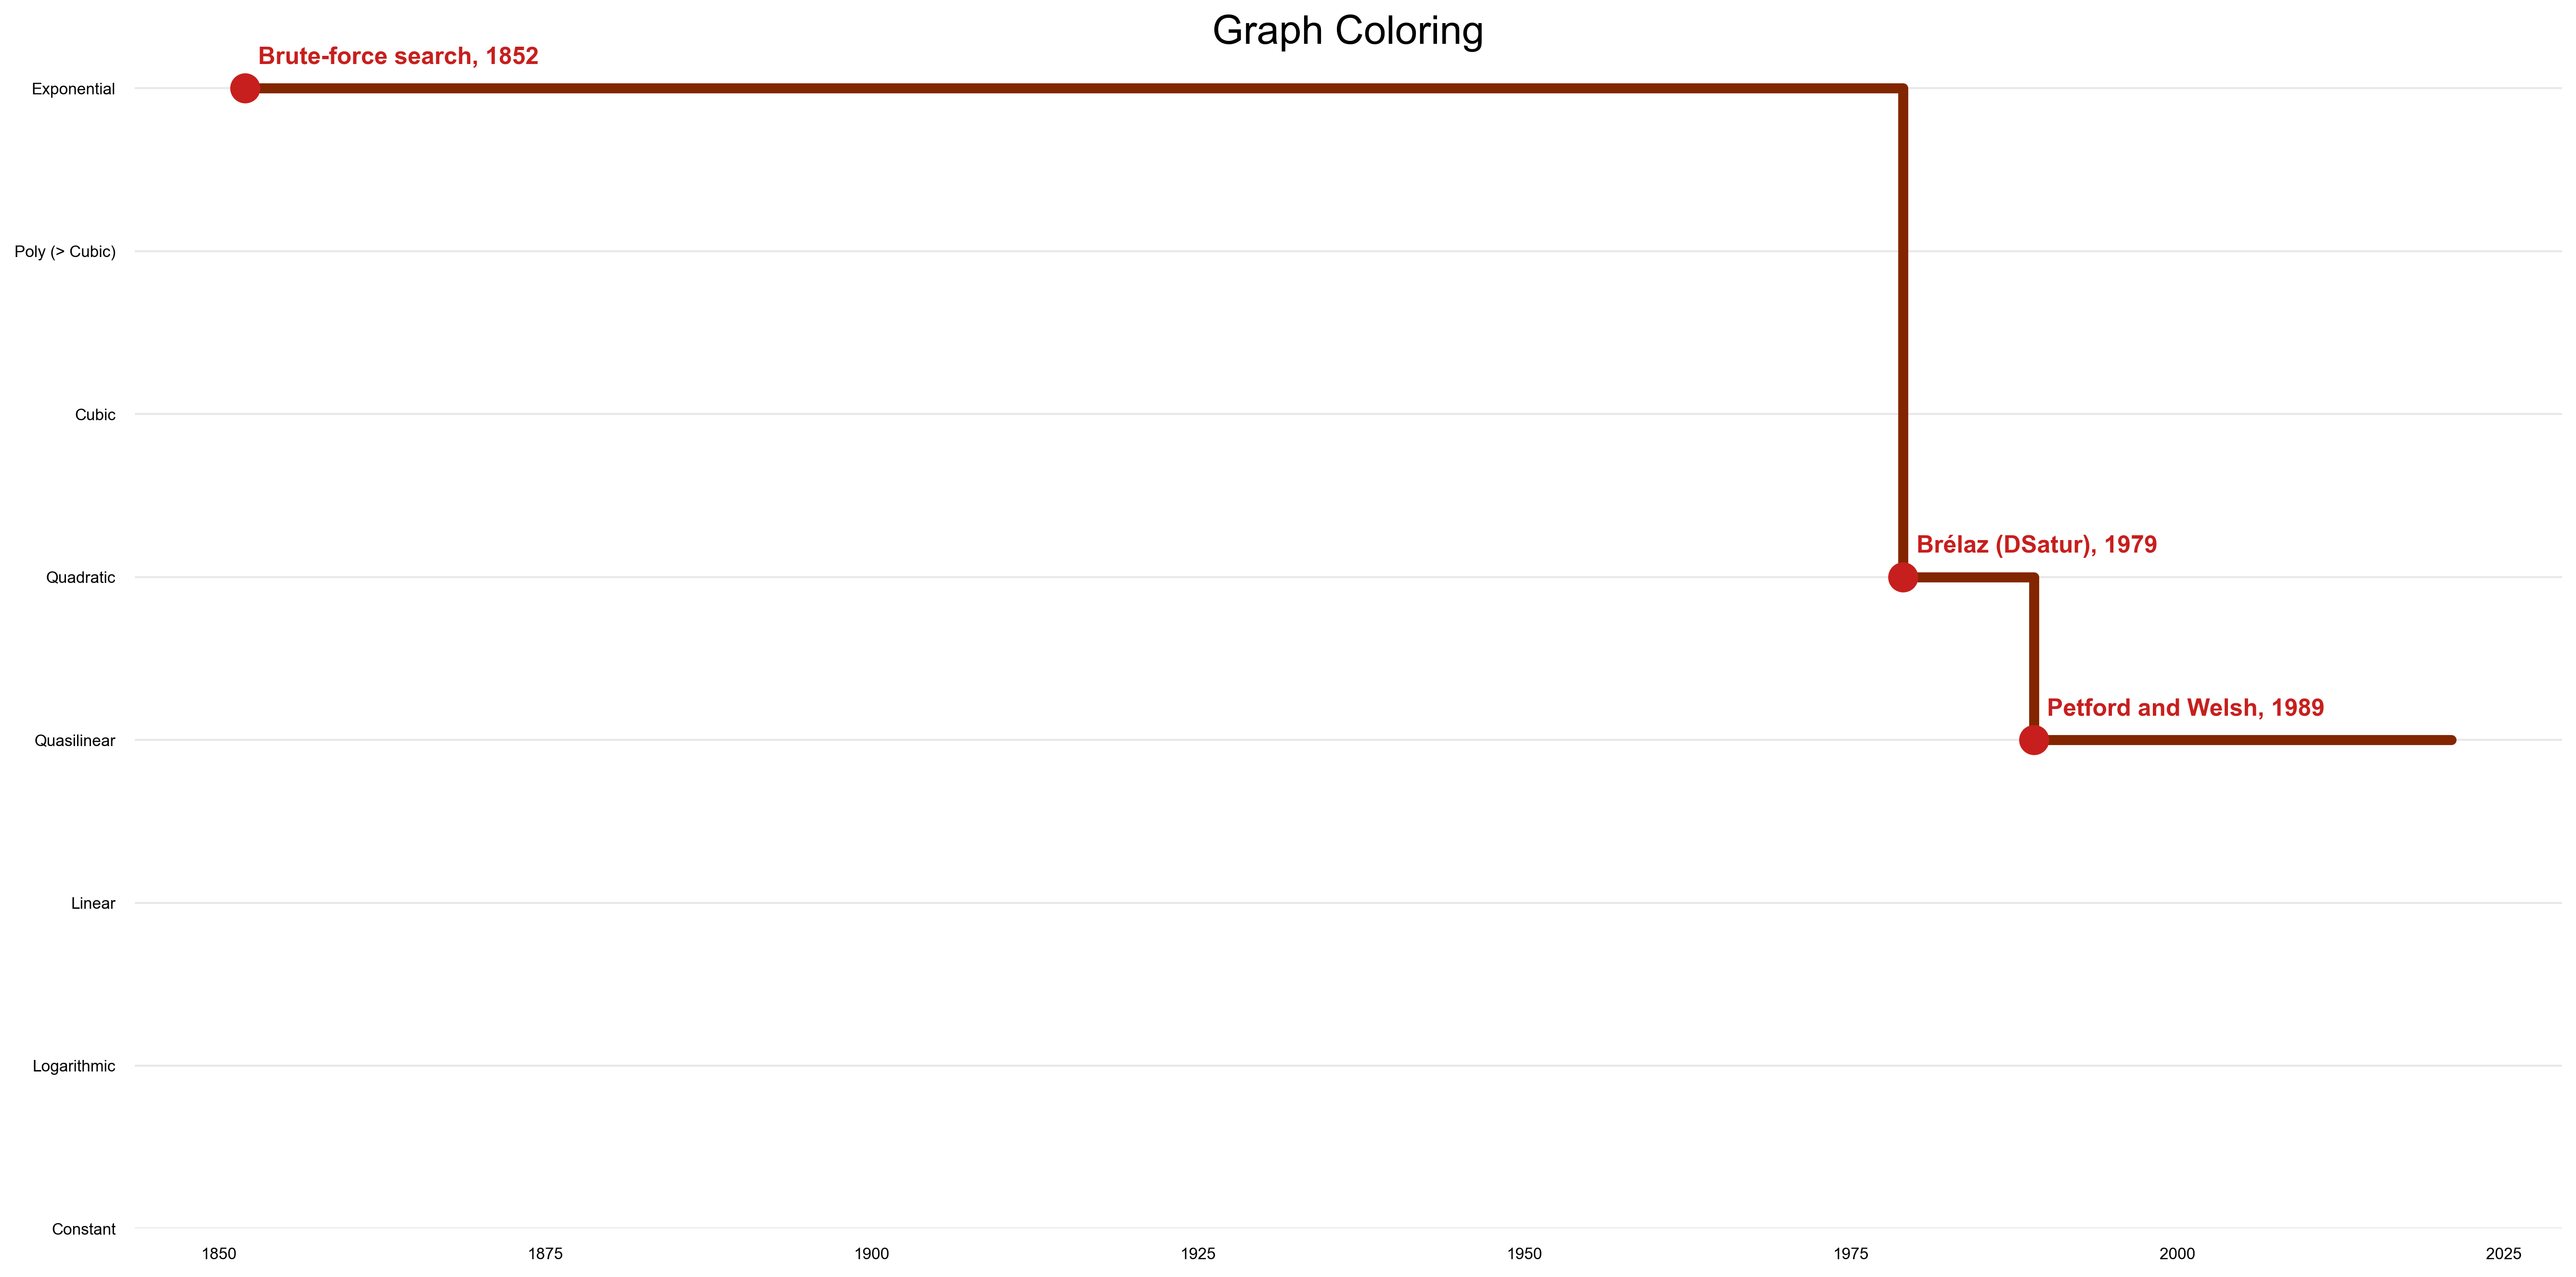 Graph Coloring
Brute-force search, 1852
Exponential
Poly (> Cubic)
Cubic
Brélaz (DSatur), 1979
Quadratic
Petford and Welsh, 1989
Quasilinear
Linear
Logarithmic
Constant
1850 1875 1900 1925 1950 1975 2000 2025